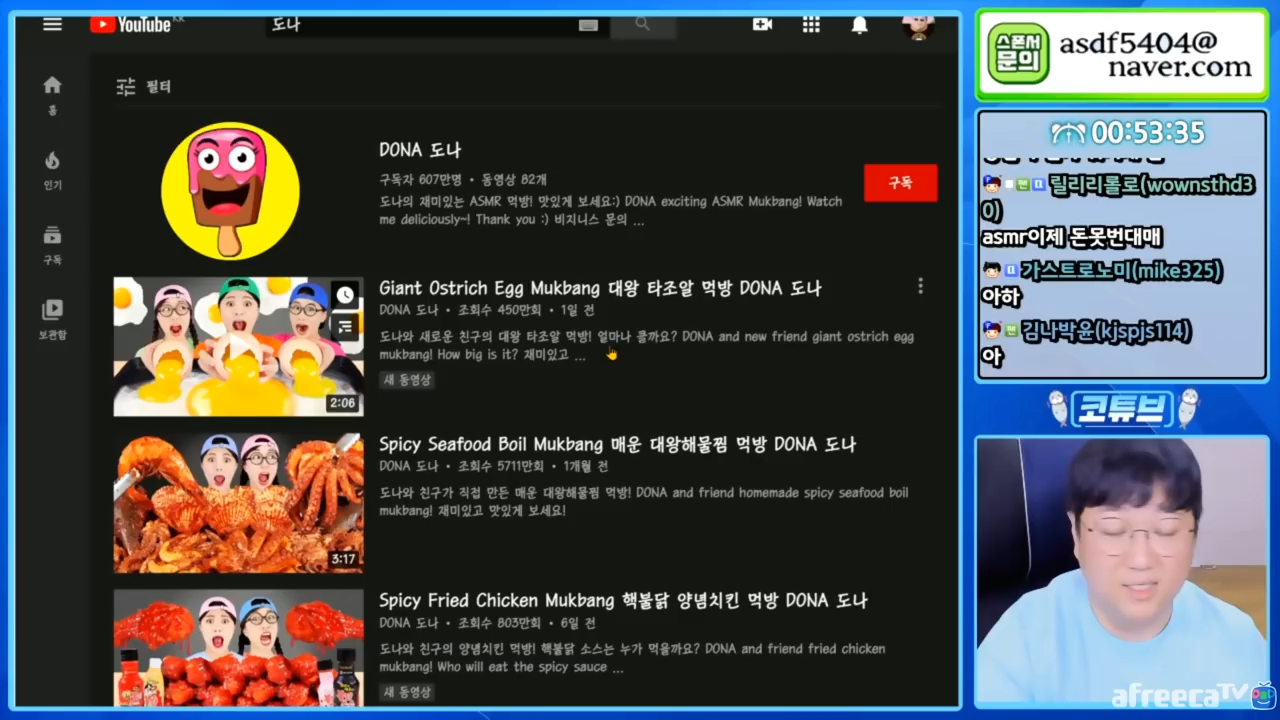 YouTube KR
도나
필터
홈
인기
구독
보관함
DONA 도나
구독자 607만명 • 동영상 82개
도나의 재미있는 ASMR 먹방! 맛있게 보세요:) DONA exciting ASMR Mukbang! Watch
me deliciously~! Thank you :) 비지니스 문의 ...
구독
Giant Ostrich Egg Mukbang 대왕 타조알 먹방 DONA 도나
DONA 도나 • 조회수 450만회 • 1일 전
도나와 새로운 친구의 대왕 타조알 먹방! 얼마나 클까요? DONA and new friend giant ostrich egg
mukbang! How big is it? 재미있고 ...
새 동영상
2:06
Spicy Seafood Boil Mukbang 매운 대왕해물찜 먹방 DONA 도나
DONA 도나 • 조회수 5711만회 • 1개월 전
도나와 친구가 직접 만든 매운 대왕해물찜 먹방! DONA and friend homemade spicy seafood boil
mukbang! 재미있고 맛있게 보세요!
3:17
Spicy Fried Chicken Mukbang 핵불닭 양념치킨 먹방 DONA 도나
DONA 도나 • 조회수 803만회 • 6일 전
도나와 친구의 양념치킨 먹방! 핵불닭 소스는 누가 먹을까요? DONA and friend fried chicken
mukbang! Who will eat the spicy sauce ...
새 동영상
스폰서
문의
asdf5404@
naver.com
00:53:35
릴리리롤로(wownsthd3
0)
asmr이제 돈못번대매
가스트로노미(mike325)
아하
김나박윤(kjspjs114)
아
코튜브
afreecaTV